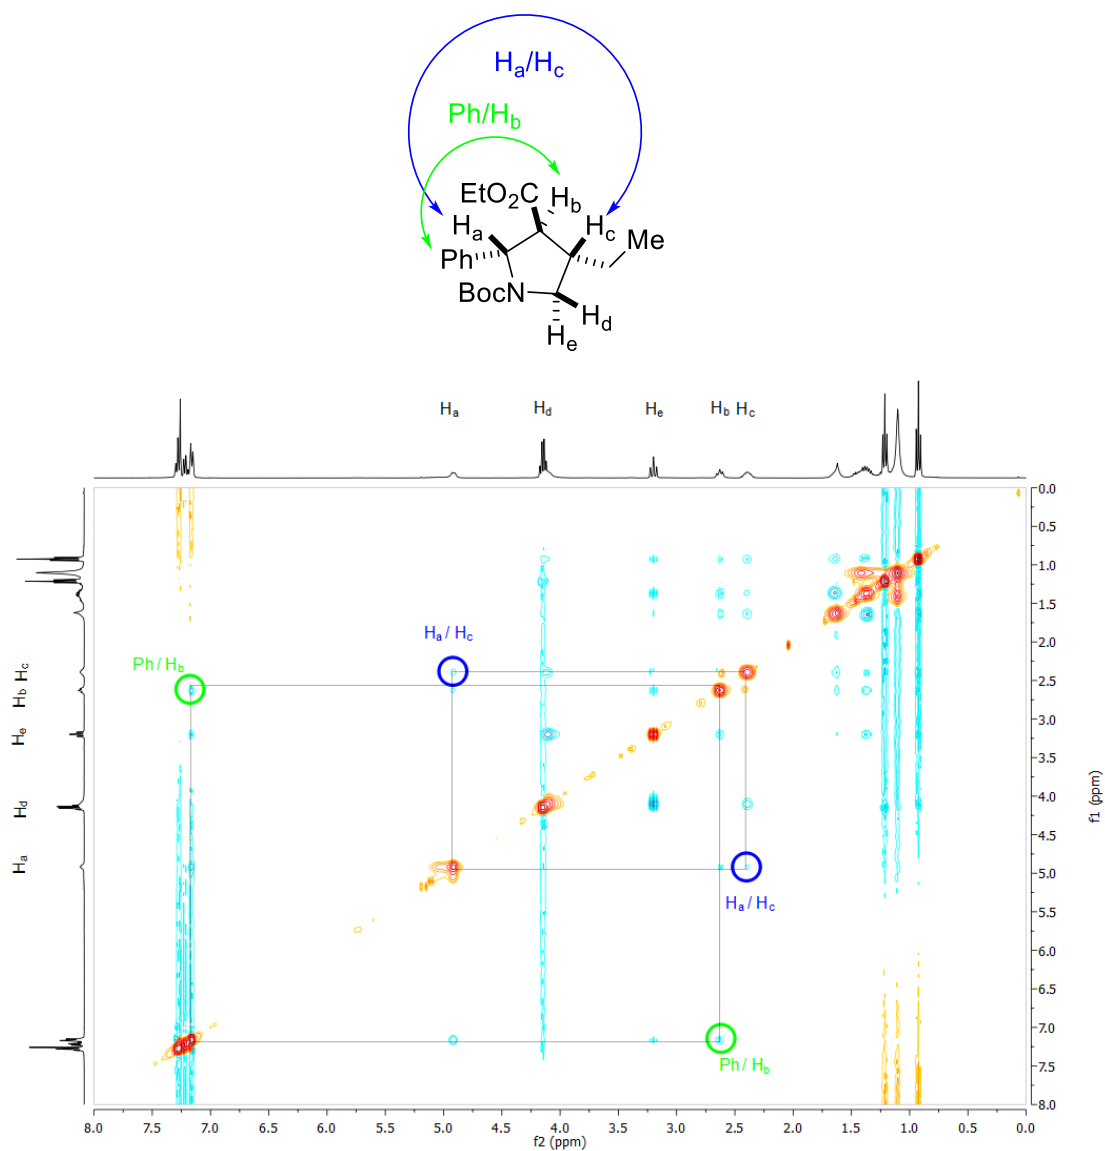 Ha/Hc
Ph/Hb
EtO2C
Hb
Ha
Hc
Me
Ph
BocN
Hd
He
Ha
Hd
He
Hb
Hc
Ha / Hc
Ph / Hb
Ha / Hc
Ph / Hb
Hc
Hb
He
Hd
Ha
0.0
0.5
1.0
1.5
2.0
2.5
3.0
3.5
4.0
4.5
5.0
5.5
6.0
6.5
7.0
7.5
8.0
f1 (ppm)
8.0 7.5 7.0 6.5 6.0 5.5 5.0 4.5 4.0 3.5 3.0 2.5 2.0 1.5 1.0 0.5 0.0
f2 (ppm)